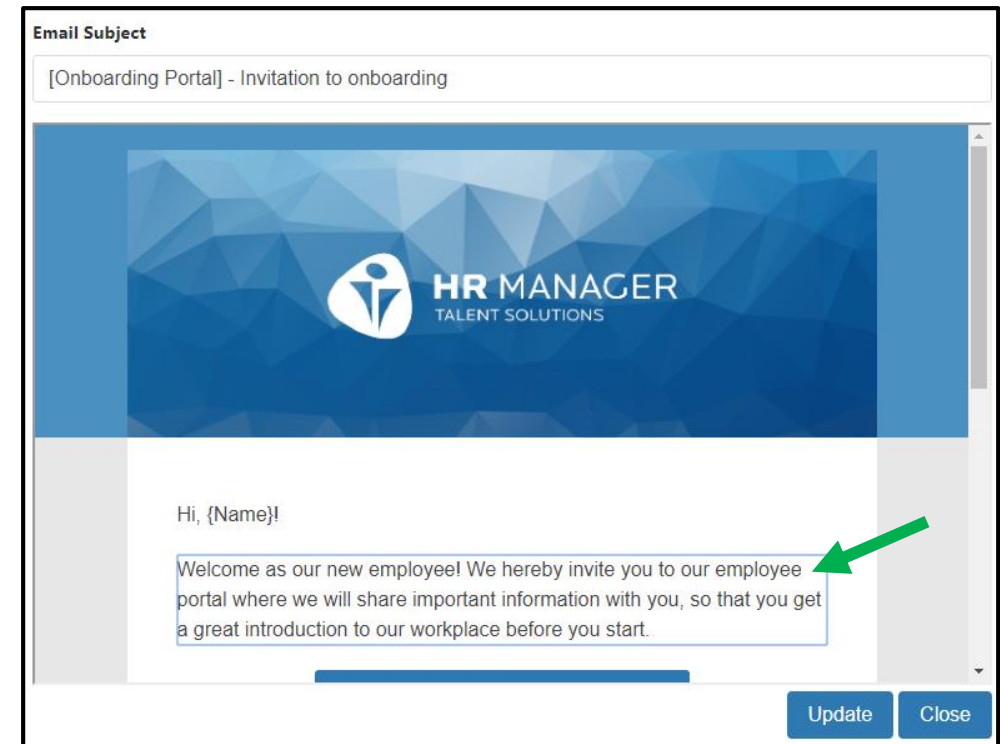 Email Subject
[Onboarding Portal] - Invitation to onboarding
HR MANAGER
TALENT SOLUTIONS
Hi, {Name}!
Welcome as our new employee! We hereby invite you to our employee
portal where we will share important information with you, so that you get
a great introduction to our workplace before you start.
Update Close